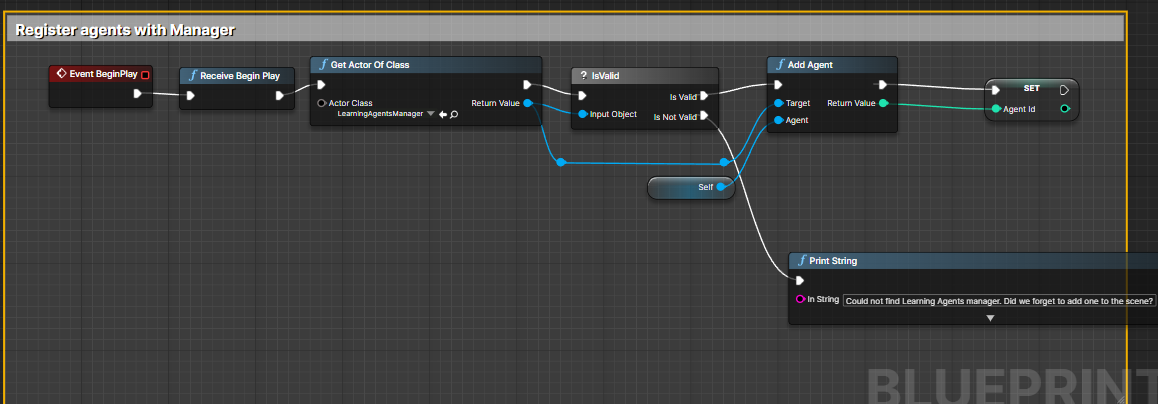 Register agents with Manager
Event BeginPlay
f Receive Begin Play
f Get Actor Of Class
Actor Class
LearningAgentsManager
Return Value
? IsValid
Input Object
Is Valid
Is Not Valid
f Add Agent
Target
Return Value
Agent
SET
Agent Id
Self
f Print String
In String Could not find Learning Agents manager. Did we forget to add one to the scene?
BLUEPRINT